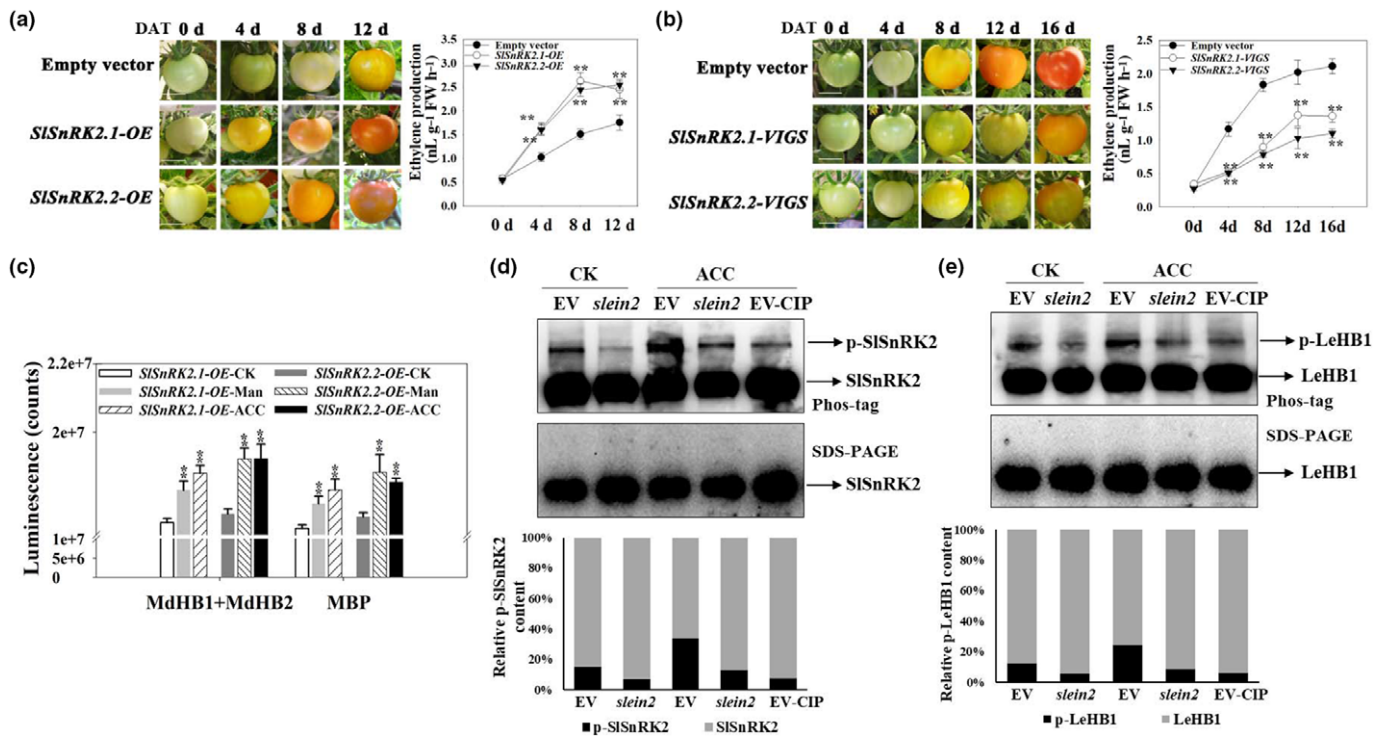 (a)
DAT 0 d 4 d 8 d 12 d
Empty vector
SlSnRK2.1-OE
SlSnRK2.2-OE
Ethylene production
(nL g⁻¹ FW h⁻¹)
3.5
3.0
2.5
2.0
1.5
1.0
0.5
0.0
Empty vector
SlSnRK2.1-OE
SlSnRK2.2-OE
** ** **
** ** **
0 d 4 d 8 d 12 d
(b)
DAT 0 d 4 d 8 d 12 d 16 d
Empty vector
SlSnRK2.1-VIGS
SlSnRK2.2-VIGS
Ethylene production
(nL g⁻¹ FW h⁻¹)
2.5
2.0
1.5
1.0
0.5
0.0
Empty vector
SlSnRK2.1-VIGS
SlSnRK2.2-VIGS
** ** ** **
** ** ** **
0d 4d 8d 12d 16d
(c)
Luminescence (counts)
2.2e+7
2e+7
1e+7
5e+6
0
SlSnRK2.1-OE-CK
SlSnRK2.1-OE-Man
SlSnRK2.1-OE-ACC
SlSnRK2.2-OE-CK
SlSnRK2.2-OE-Man
SlSnRK2.2-OE-ACC
** ** ** ** ** ** ** **
MdHB1+MdHB2 MBP
(d)
CK ACC
EV slein2 EV slein2 EV-CIP
p-SlSnRK2
SlSnRK2
Phos-tag
SDS-PAGE
SlSnRK2
Relative p-SlSnRK2
content
100%
80%
60%
40%
20%
0%
EV slein2 EV slein2 EV-CIP
p-SlSnRK2 SlSnRK2
(e)
CK ACC
EV slein2 EV slein2 EV-CIP
p-LeHB1
LeHB1
Phos-tag
SDS-PAGE
LeHB1
Relative p-LeHB1 content
100%
80%
60%
40%
20%
0%
EV slein2 EV slein2 EV-CIP
p-LeHB1 LeHB1